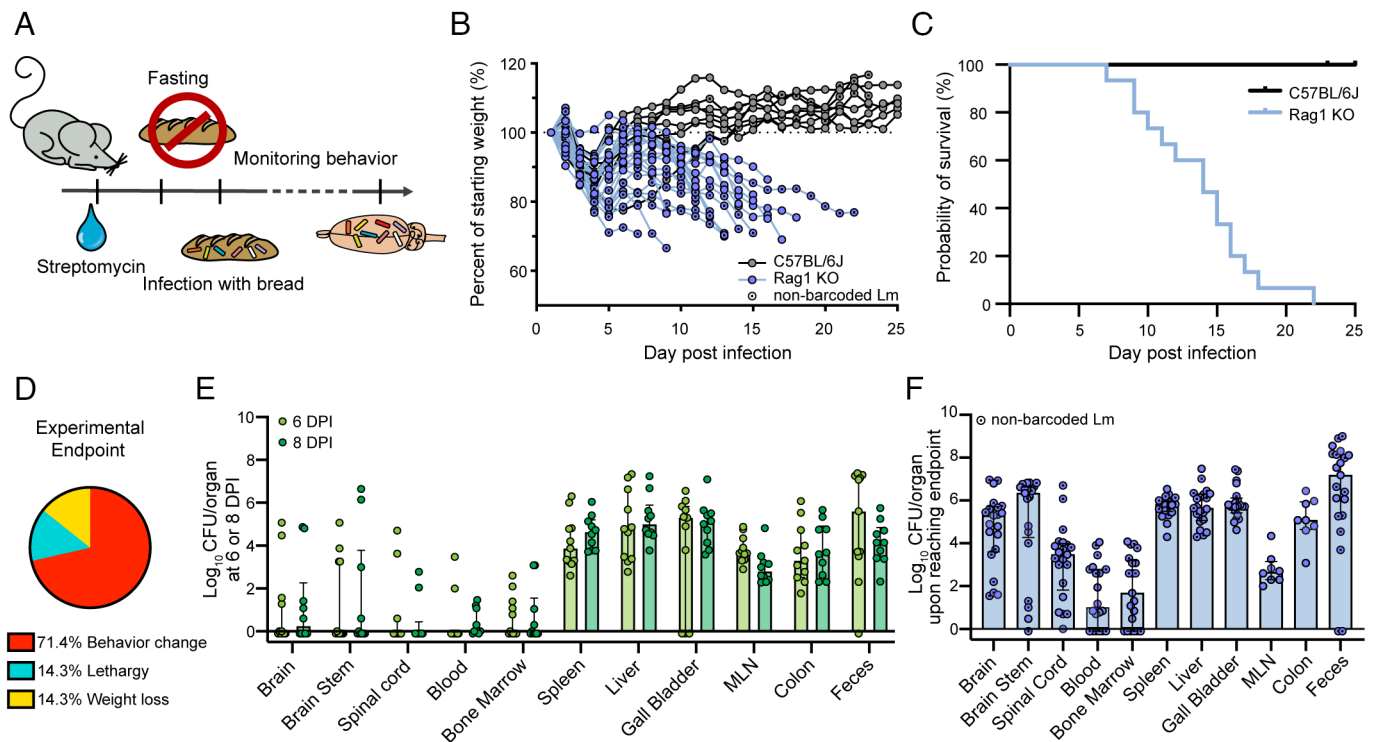 A
Fasting
Monitoring behavior
Streptomycin
Infection with bread
B
Percent of starting weight (%)
120
100
80
60
0
5
10
15
20
25
Day post infection
C57BL/6J
Rag1 KO
non-barcoded Lm
C
Probability of survival (%)
100
80
60
40
20
0
0
5
10
15
20
25
Day post infection
C57BL/6J
Rag1 KO
D
Experimental
Endpoint
71.4% Behavior change
14.3% Lethargy
14.3% Weight loss
E
Log10 CFU/organ
at 6 or 8 DPI
10
8
6
4
2
0
6 DPI
8 DPI
Brain
Brain Stem
Spinal cord
Blood
Bone Marrow
Spleen
Liver
Gall Bladder
MLN
Colon
Feces
F
Log10 CFU/organ
upon reaching endpoint
10
8
6
4
2
0
non-barcoded Lm
Brain
Brain Stem
Spinal Cord
Blood
Bone Marrow
Spleen
Liver
Gall Bladder
MLN
Colon
Feces